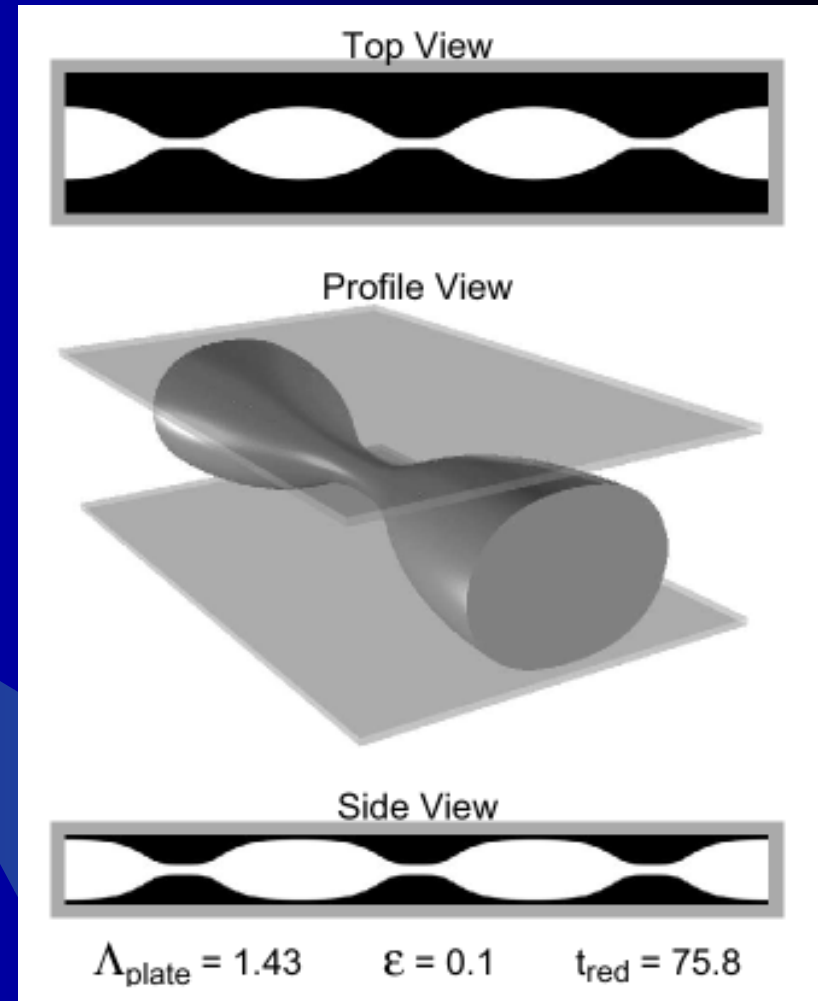 Top View
Profile View
Side View
Λplate = 1.43 ε = 0.1 tred = 75.8